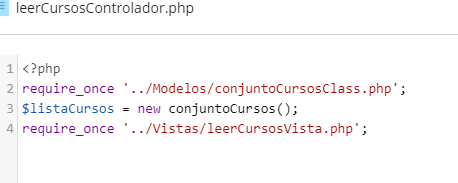 leerCursosControlador.php
1 <?php
2 require_once '../Modelos/conjuntoCursosClass.php';
3 $listaCursos = new conjuntoCursos();
4 require_once '../Vistas/leerCursosVista.php';